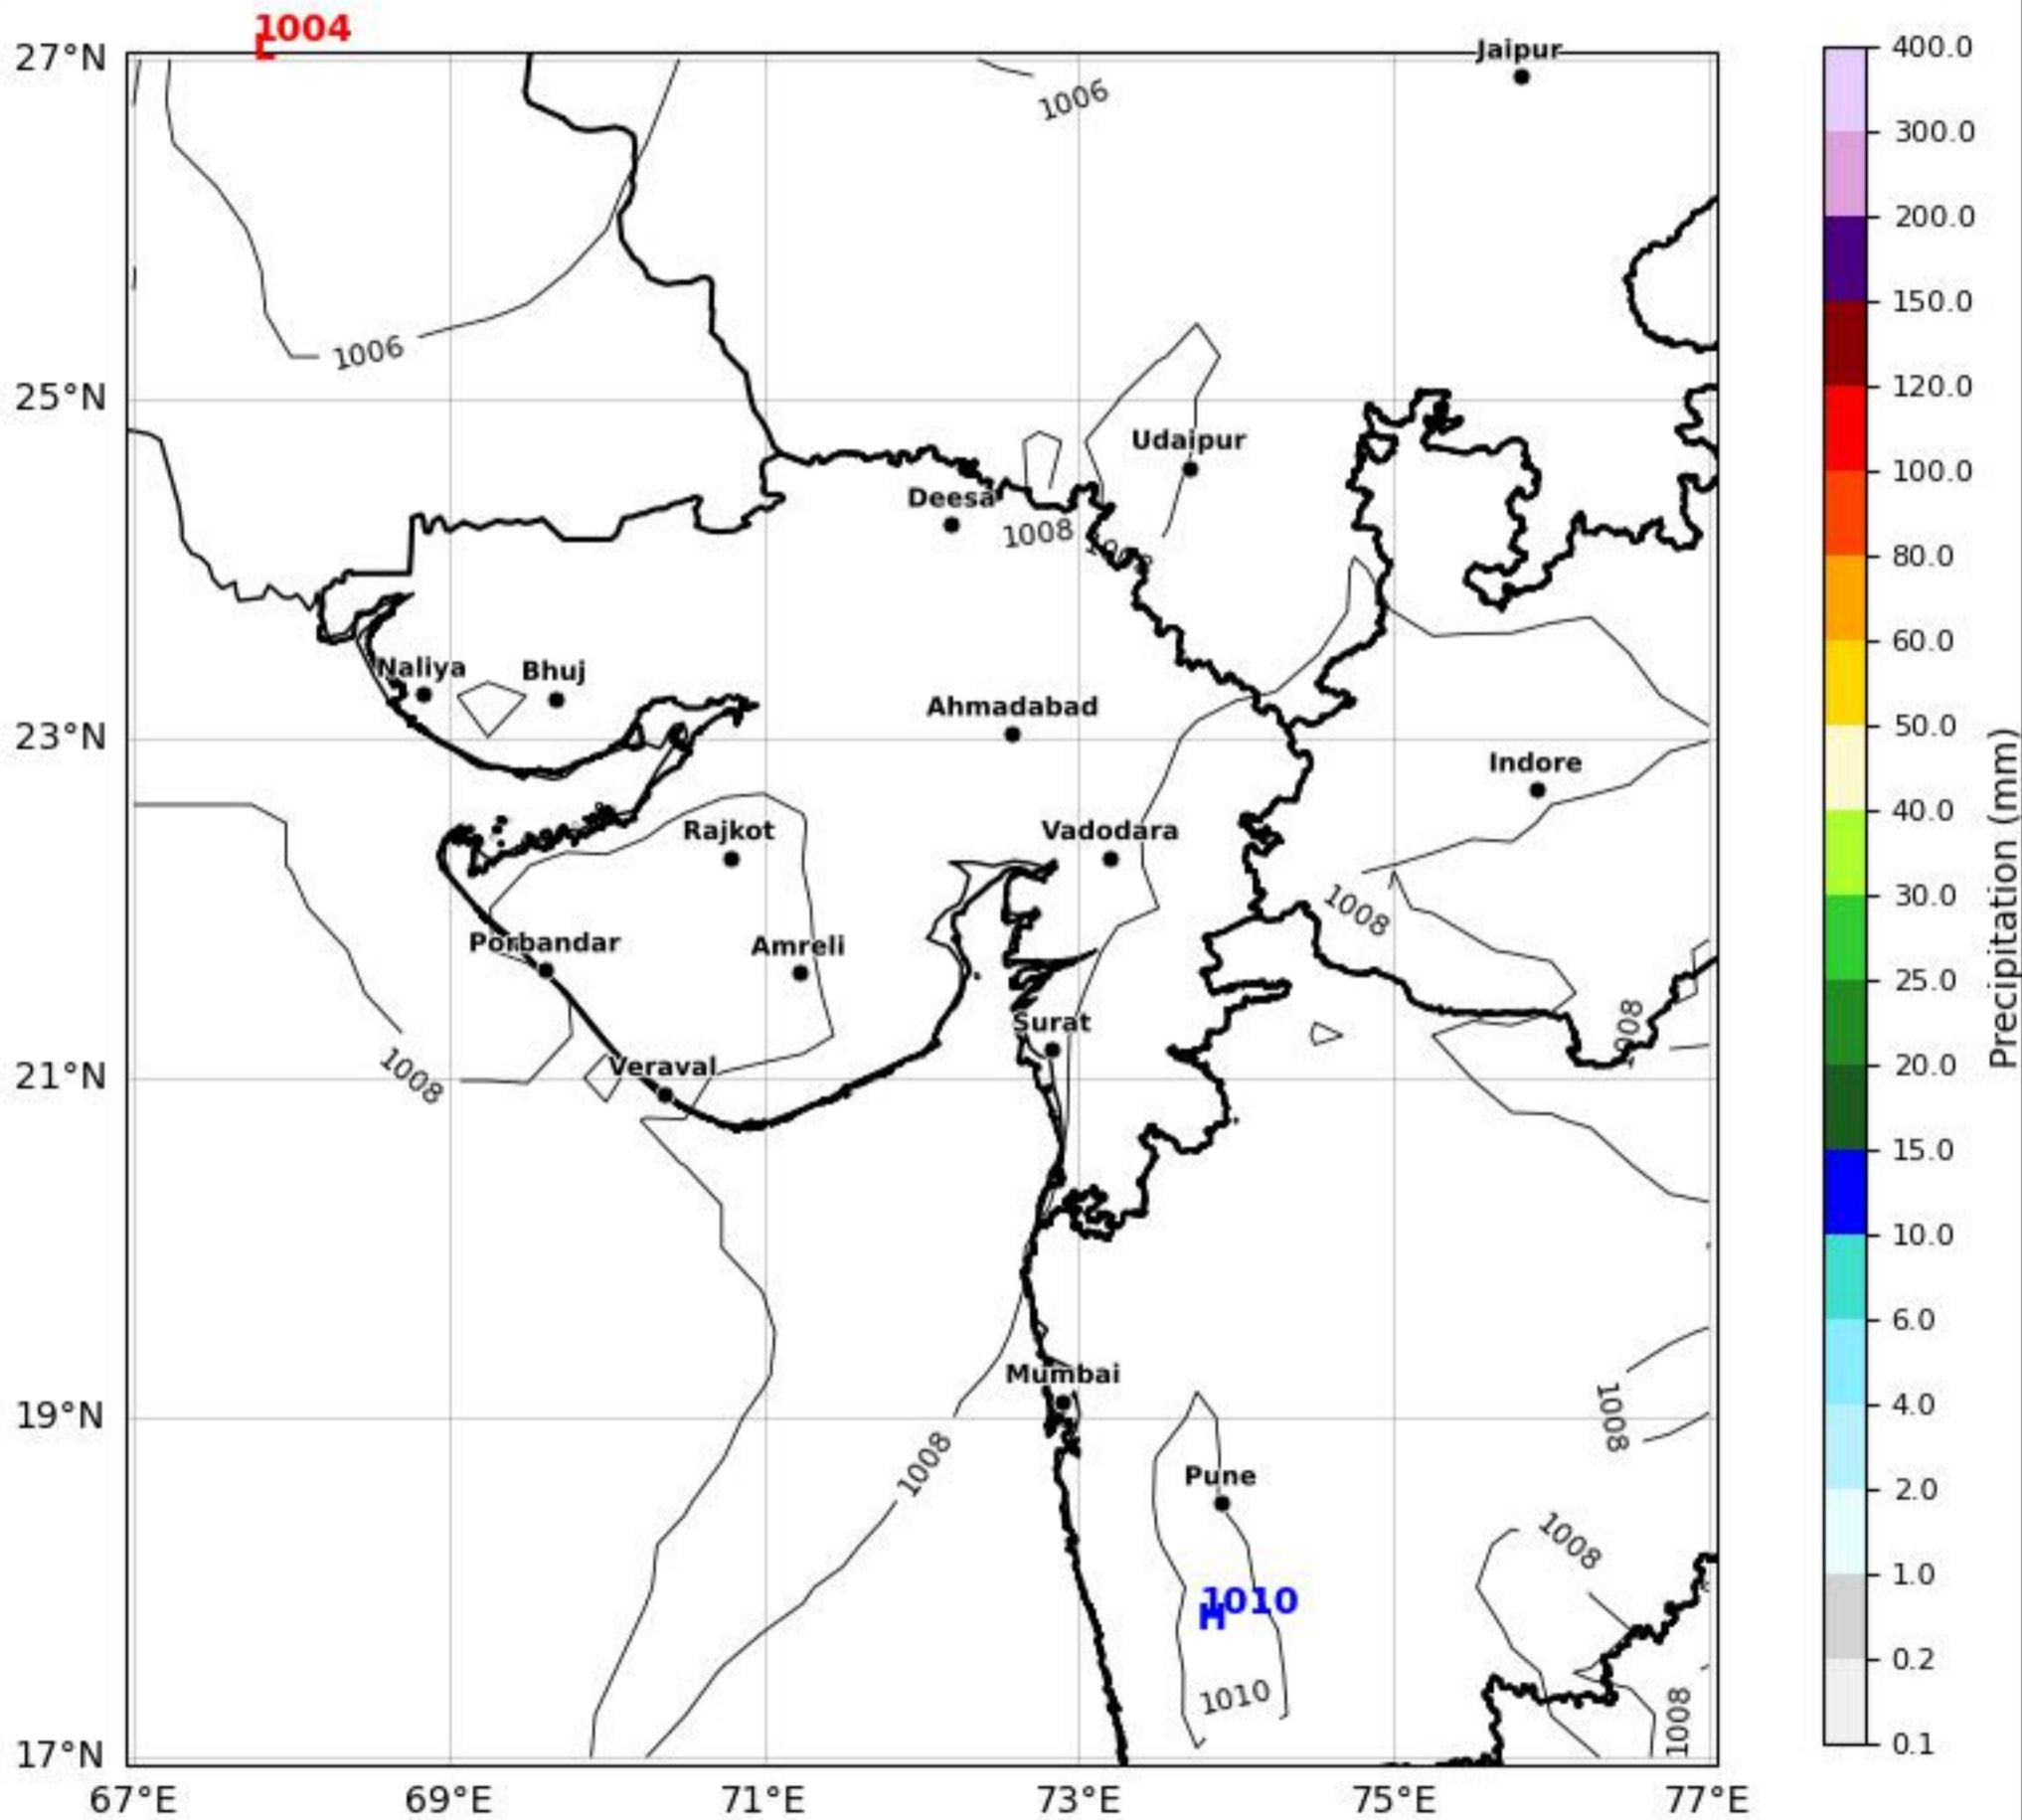 1004
L
27°N
Jaipur
1006
1006
25°N
Udaipur
Deesa
1008
1008
Naliya
Bhuj
23°N
Ahmadabad
Indore
Rajkot
Vadodara
1008
Porbandar
Amreli
Surat
1008
1008
Veraval
21°N
Mumbai
19°N
1008
1008
Pune
1008
1010
H
1010
1008
17°N
67°E
69°E
71°E
73°E
75°E
77°E
400.0
300.0
200.0
150.0
120.0
100.0
80.0
60.0
50.0
40.0
30.0
25.0
20.0
15.0
10.0
6.0
4.0
2.0
1.0
0.2
0.1
Precipitation (mm)